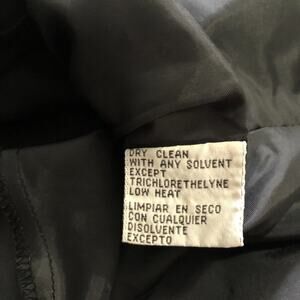 DRY CLEAN
WITH ANY SOLVENT
EXCEPT
TRICHLORETHELYNE
LOW HEAT
LIMPIAR EN SECO
CON CUALQUIER
DISOLVENTE
EXCEPTO